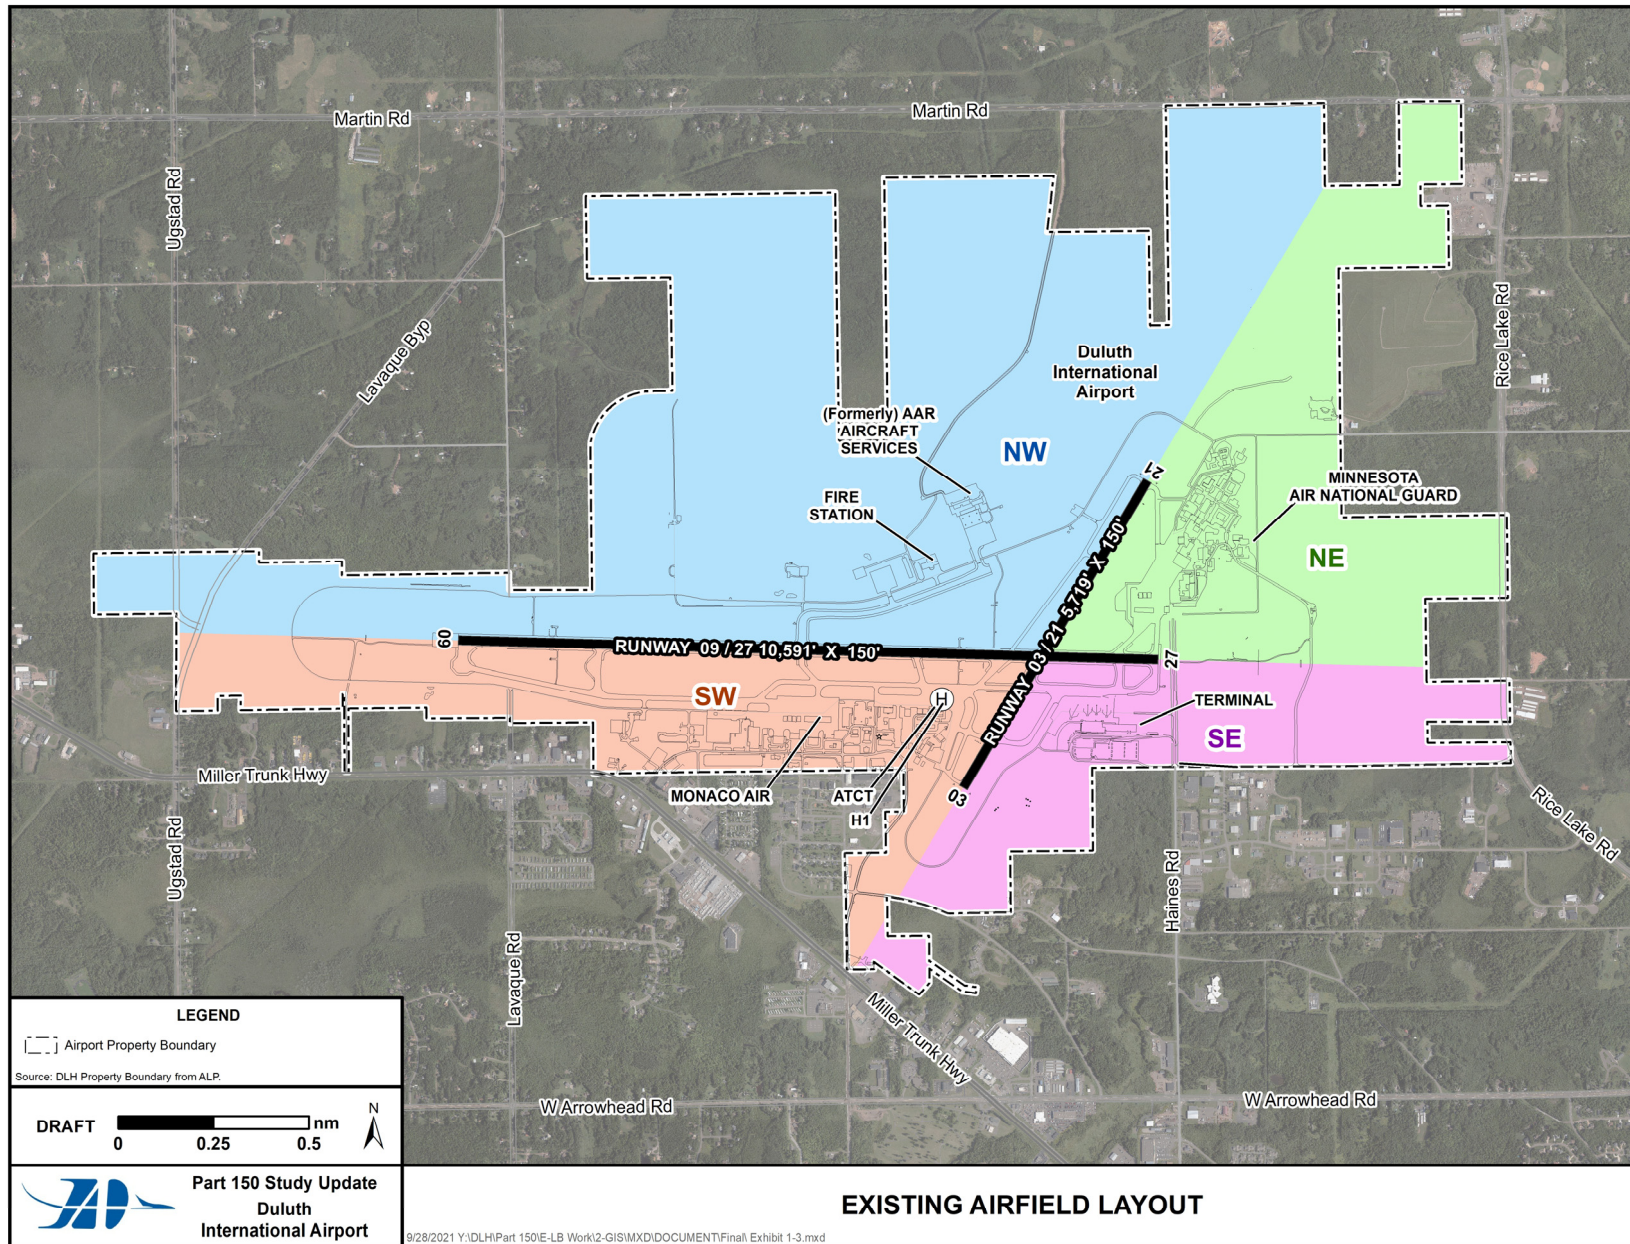 Martin Rd
Martin Rd
Ugstad Rd
Lavaque Byp
Rice Lake Rd
Duluth
International
Airport
(Formerly) AAR
AIRCRAFT
SERVICES
NW
21
MINNESOTA
AIR NATIONAL GUARD
FIRE
STATION
NE
09
RUNWAY 09 / 27 10,591' X 150'
RUNWAY 03 / 21 5,719' X 150'
27
SW
H
TERMINAL
SE
Miller Trunk Hwy
MONACO AIR
ATCT
H1
03
Rice Lake Rd
Ugstad Rd
Haines Rd
Lavaque Rd
Miller Trunk Hwy
W Arrowhead Rd
W Arrowhead Rd
LEGEND
Airport Property Boundary
Source: DLH Property Boundary from ALP.
DRAFT
nm
0 0.25 0.5
N
Part 150 Study Update
Duluth
International Airport
EXISTING AIRFIELD LAYOUT
9/28/2021 Y:\DLH\Part 150\E-LB Work\2-GIS\MXD\DOCUMENT\Final\ Exhibit 1-3.mxd